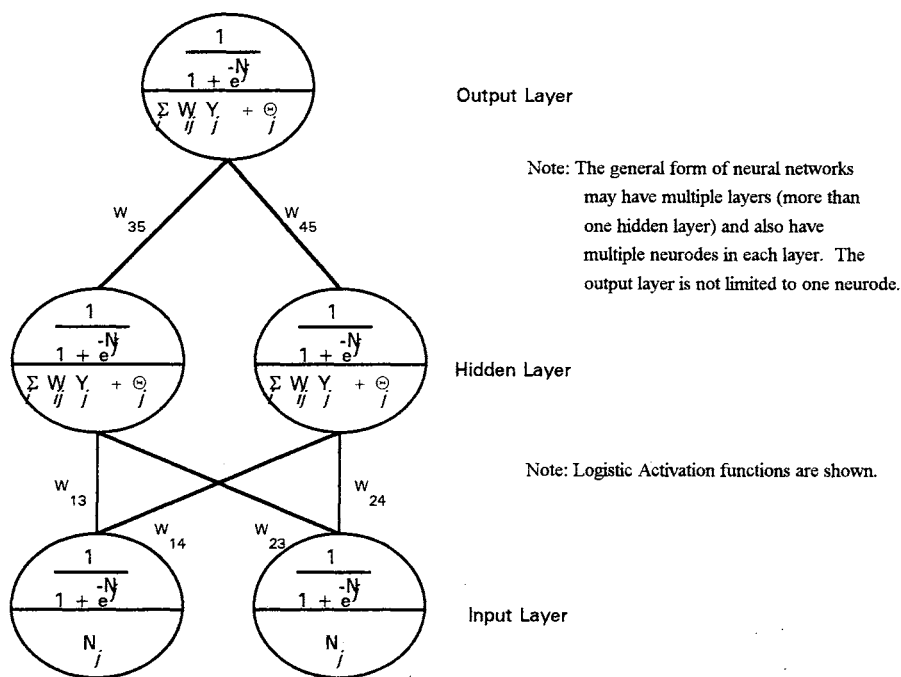 1
1 + e^-Nj
Σi Wij Yj + Θj
Output Layer
Note: The general form of neural networks
may have multiple layers (more than
one hidden layer) and also have
multiple neurodes in each layer. The
output layer is not limited to one neurode.
W35
W45
1
1 + e^-Nj
Σi Wij Yj + Θj
1
1 + e^-Nj
Σi Wij Yj + Θj
Hidden Layer
Note: Logistic Activation functions are shown.
W13
W24
W14
W23
1
1 + e^-Nj
Nj
1
1 + e^-Nj
Nj
Input Layer